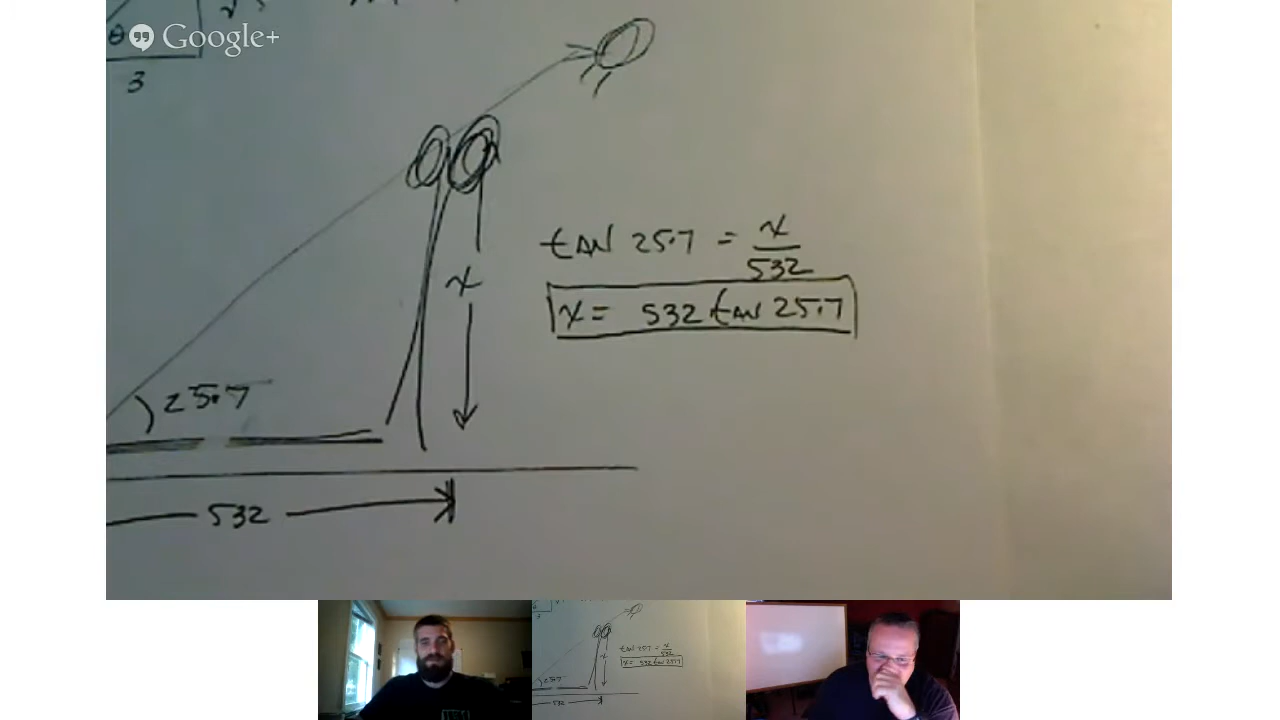 θ
Google+
3
tan 25.7 = x
532
x
x = 532 tan 25.7
25.7
532